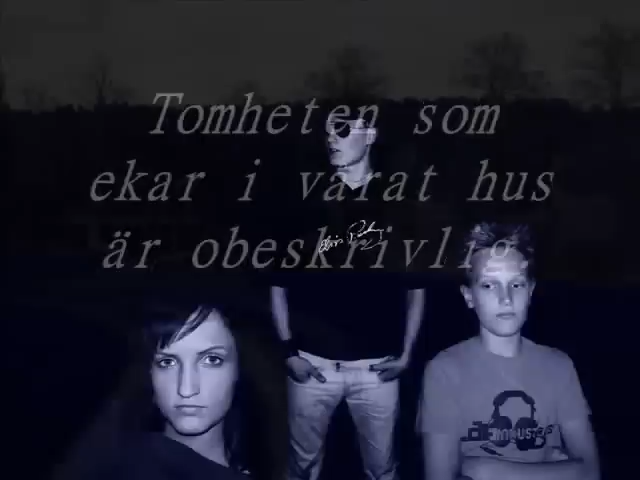 Tomheten som
ekar i vårat hus
är obeskrivlig